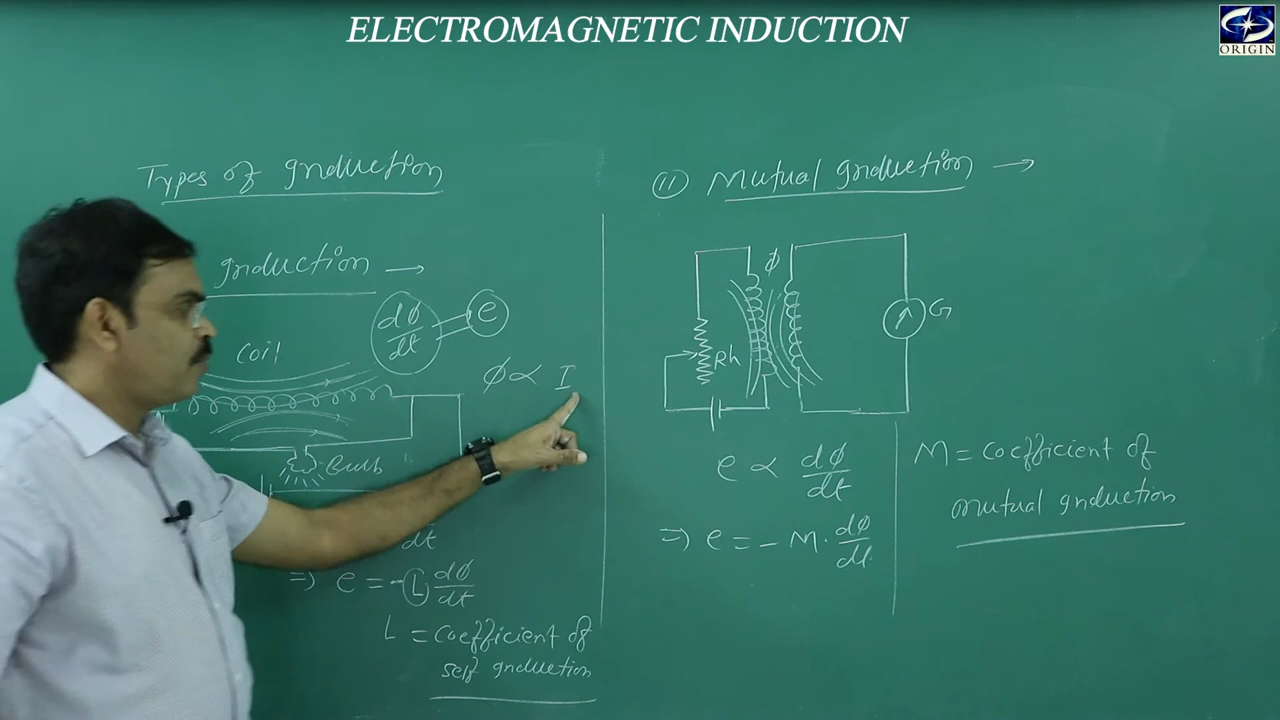 ELECTROMAGNETIC INDUCTION
ORIGIN
Types of Induction
Induction →
dϕ/dt
e
Coil
ϕ ∝ I
Bulb
dt
⇒ e = -L dϕ/dt
L = Coefficient of
self Induction
(ii) Mutual Induction →
ϕ
Rh
G
e ∝ dϕ/dt
⇒ e = - M. dϕ/dt
M = Coefficient of
mutual Induction